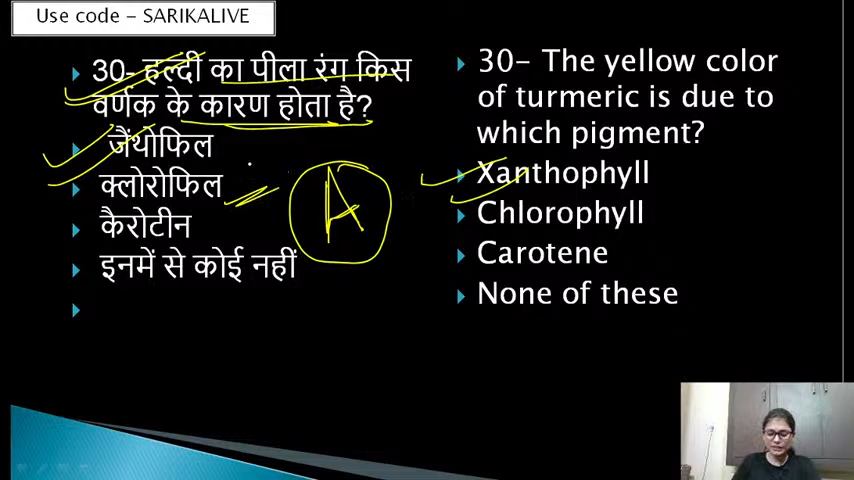 Use code – SARIKALIVE
30- हल्दी का पीला रंग किस
वर्णक के कारण होता है?
जैंथोफिल
क्लोरोफिल
कैरोटीन
इनमें से कोई नहीं
A
30- The yellow color
of turmeric is due to
which pigment?
Xanthophyll
Chlorophyll
Carotene
None of these